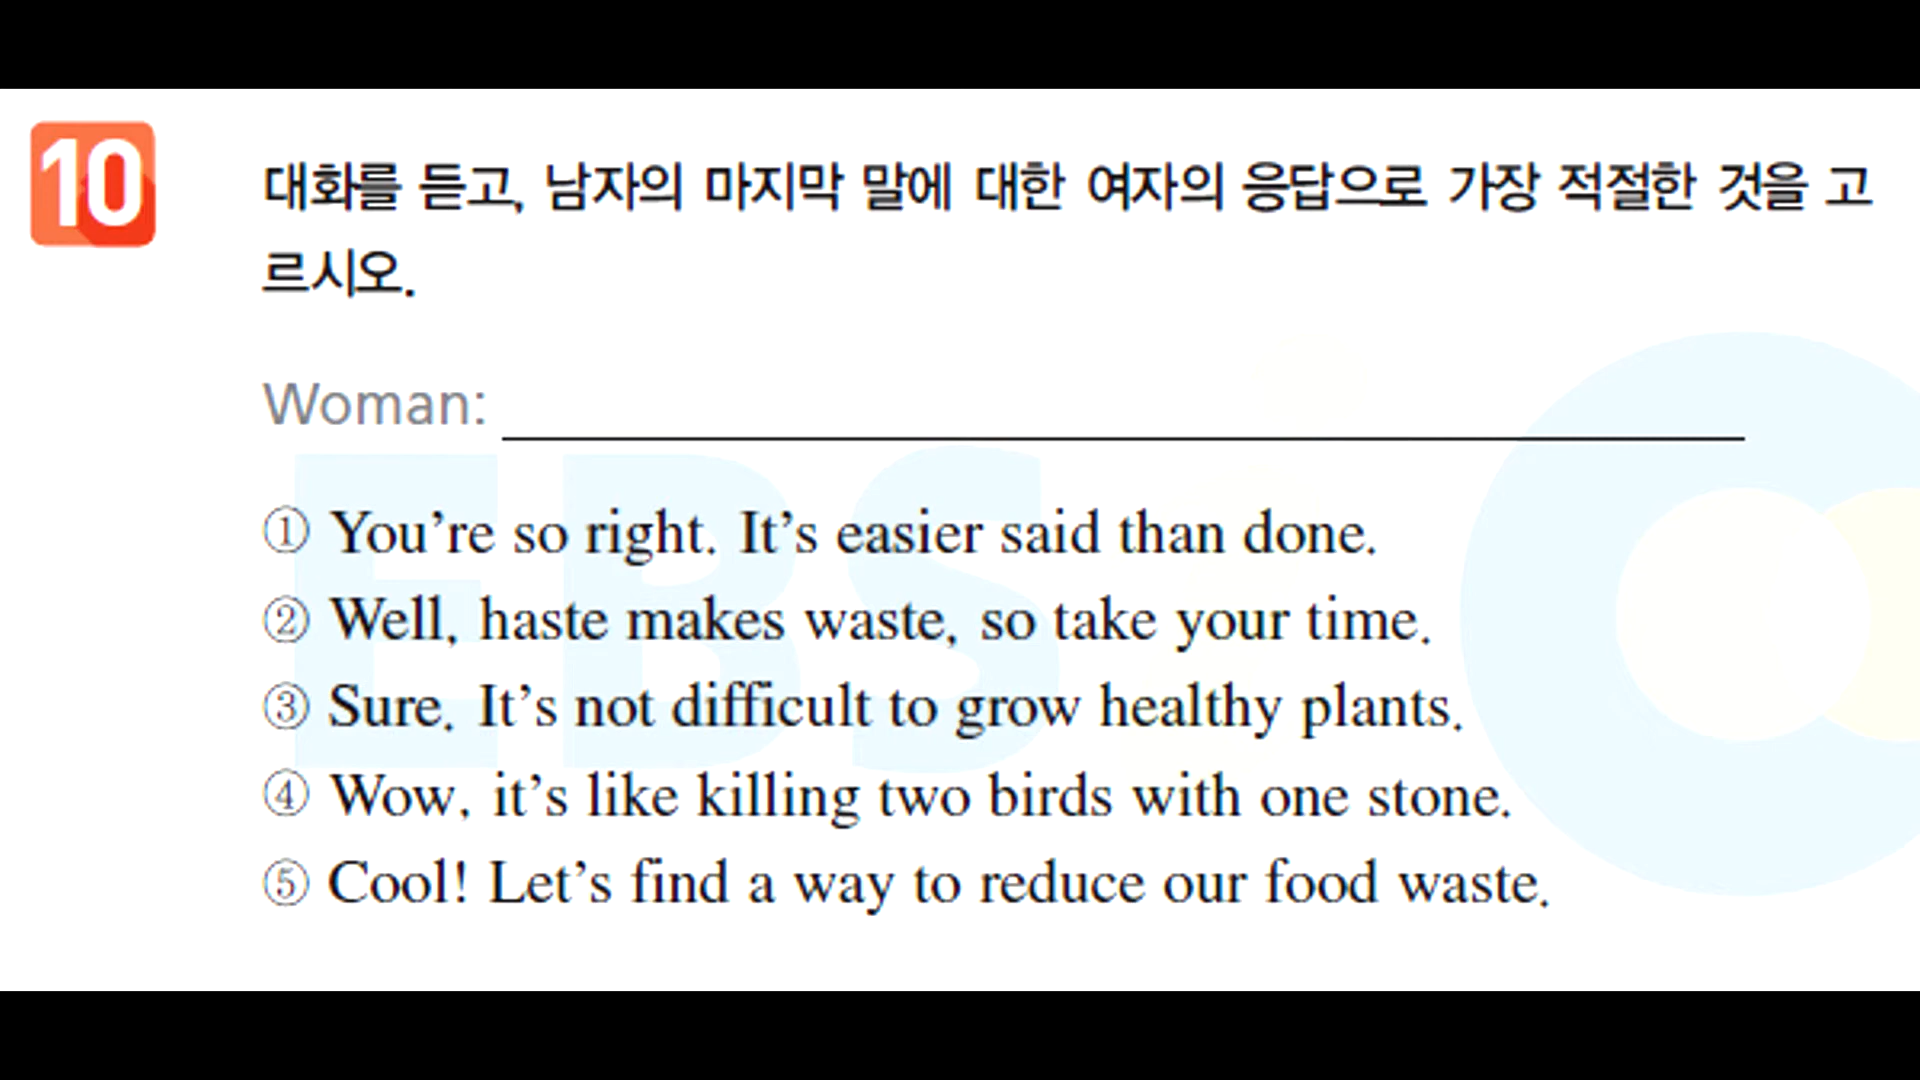 10
대화를 듣고, 남자의 마지막 말에 대한 여자의 응답으로 가장 적절한 것을 고
르시오.
Woman:
① You're so right. It's easier said than done.
② Well, haste makes waste, so take your time.
③ Sure. It's not difficult to grow healthy plants.
④ Wow, it's like killing two birds with one stone.
⑤ Cool! Let's find a way to reduce our food waste.
EBS